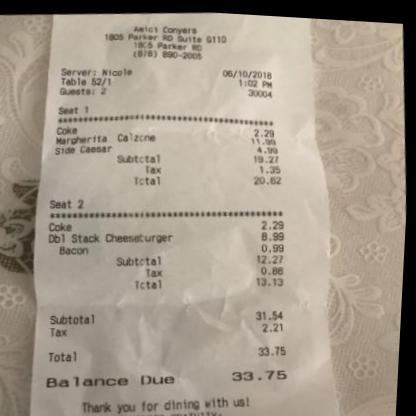 Amici Conyers
1805 Parker RD Suite G110
1805 Parker RD
(678) 890-2005
Server: Nicole 06/10/2018
Table 52/1 1:02 PM
Guests: 2 30004
Seat 1
Coke 2.29
Margherita Calzone 11.99
Side Caesar 4.99
Subtotal 19.27
Tax 1.35
Total 20.62
Seat 2
Coke 2.29
Dbl Stack Cheeseburger 8.99
Bacon 0.99
Subtotal 12.27
Tax 0.86
Total 13.13
Subtotal 31.54
Tax 2.21
Total 33.75
Balance Due 33.75
Thank you for dining with us!